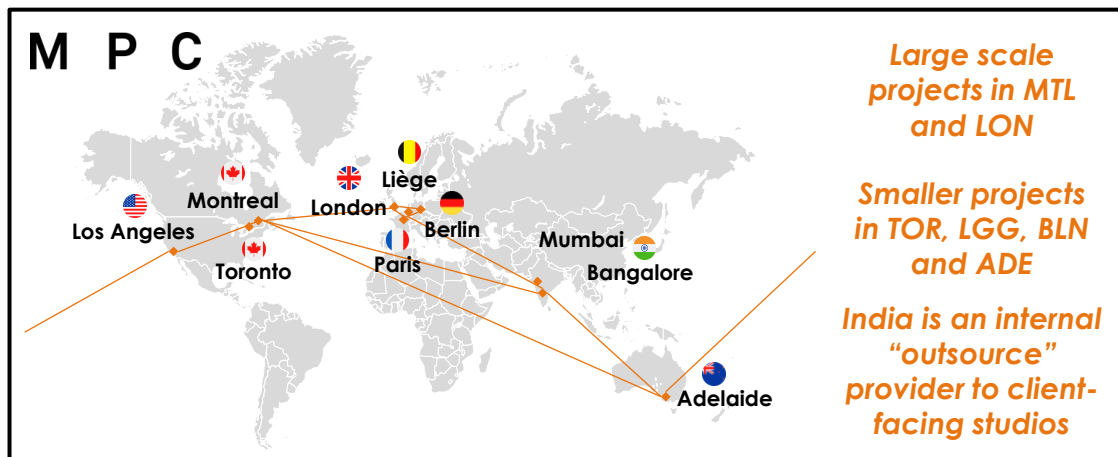 M P C
Large scale
projects in MTL
and LON
Smaller projects
in TOR, LGG, BLN
and ADE
India is an internal
“outsource”
provider to client-
facing studios
Liège
Montreal
London
Los Angeles
Berlin
Mumbai
Toronto
Paris
Bangalore
Adelaide